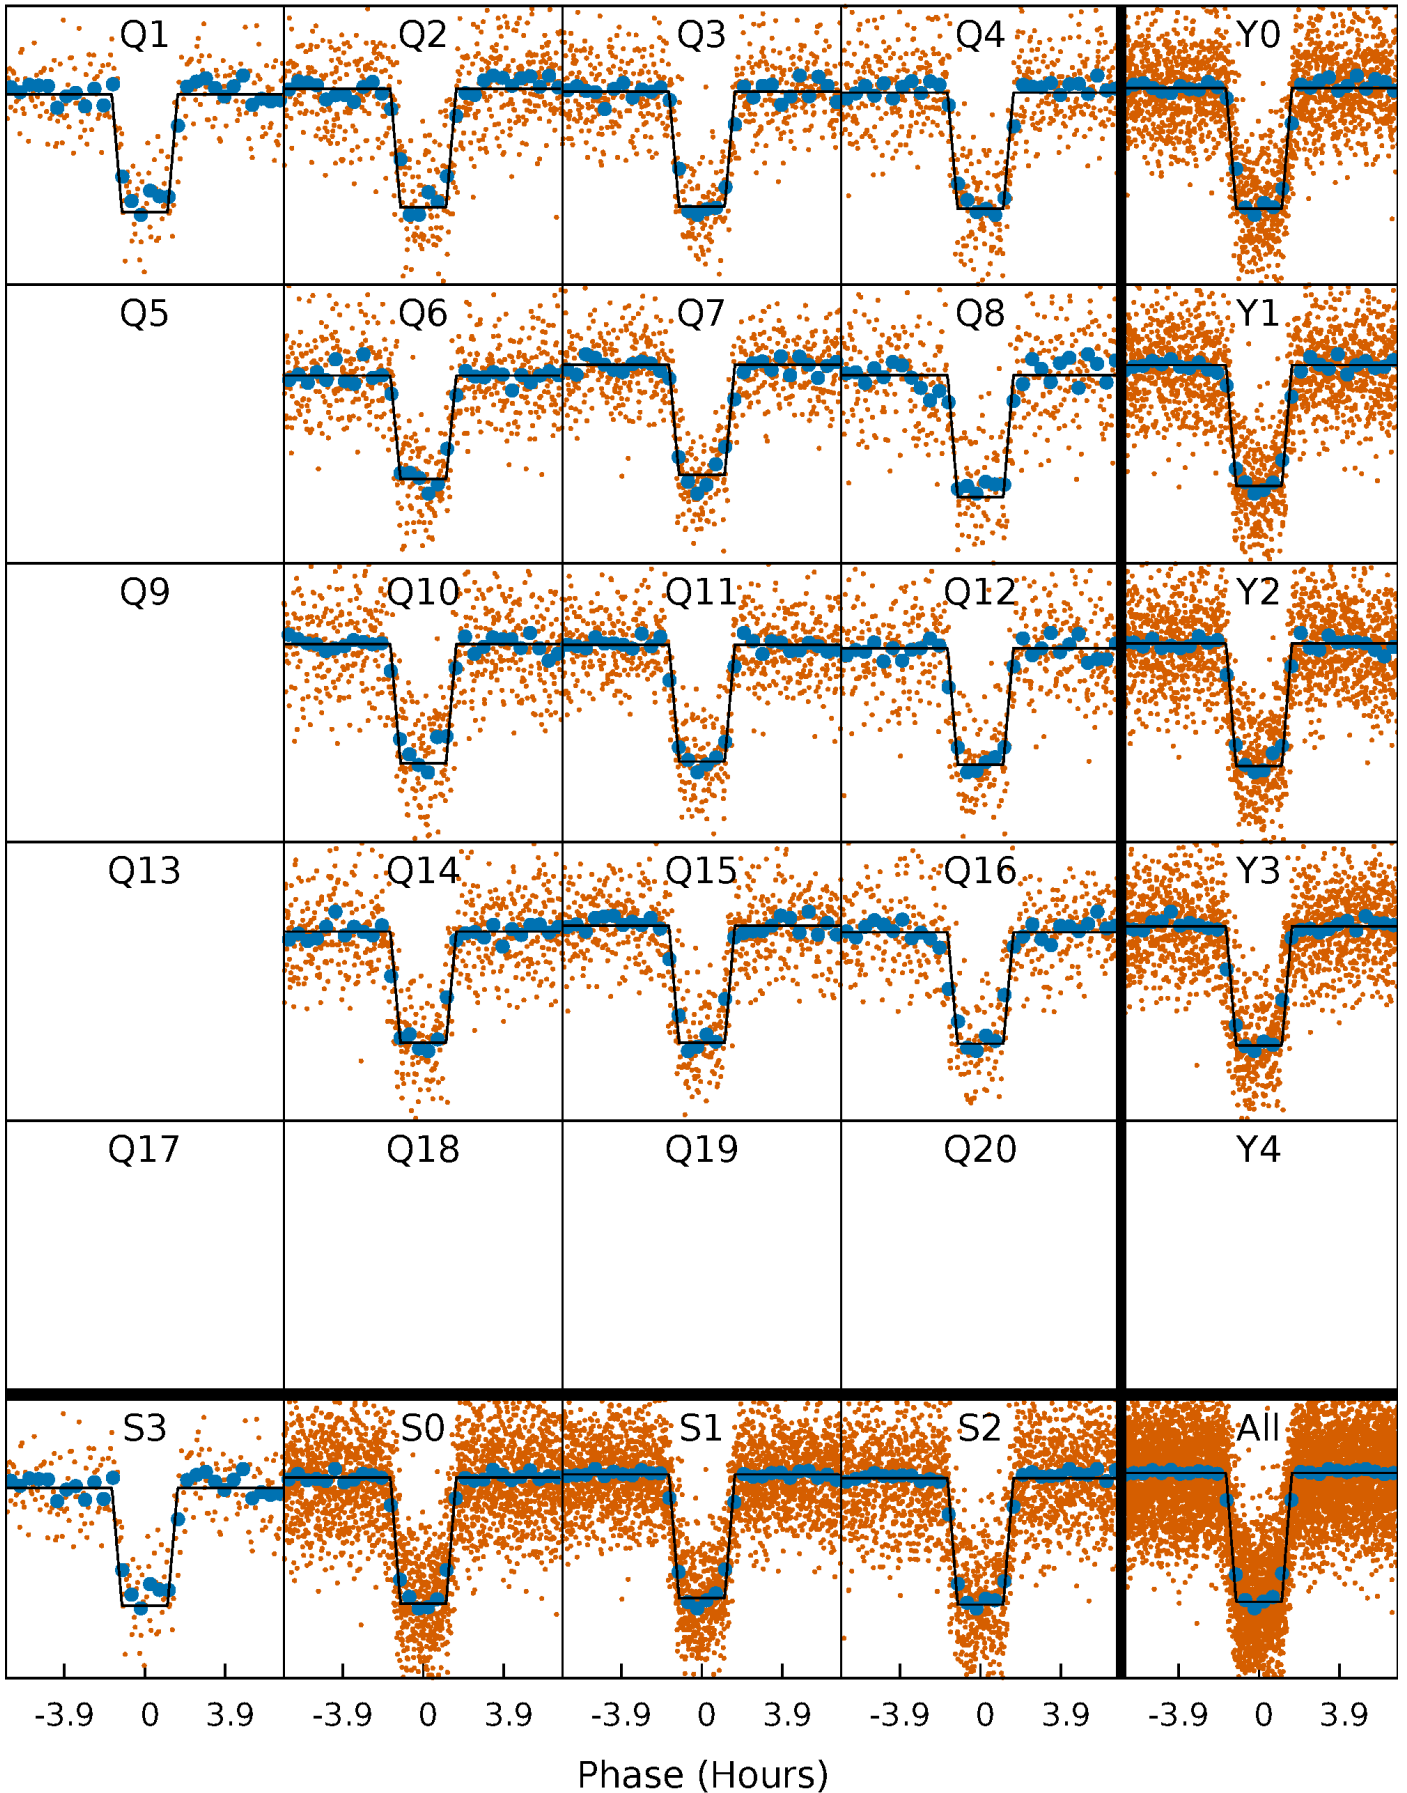 Q1 Q2 Q3 Q4 Y0
Q5 Q6 Q7 Q8 Y1
Q9 Q10 Q11 Q12 Y2
Q13 Q14 Q15 Q16 Y3
Q17 Q18 Q19 Q20 Y4
S3 S0 S1 S2 All
-3.9 0 3.9 -3.9 0 3.9 -3.9 0 3.9 -3.9 0 3.9 -3.9 0 3.9
Phase (Hours)